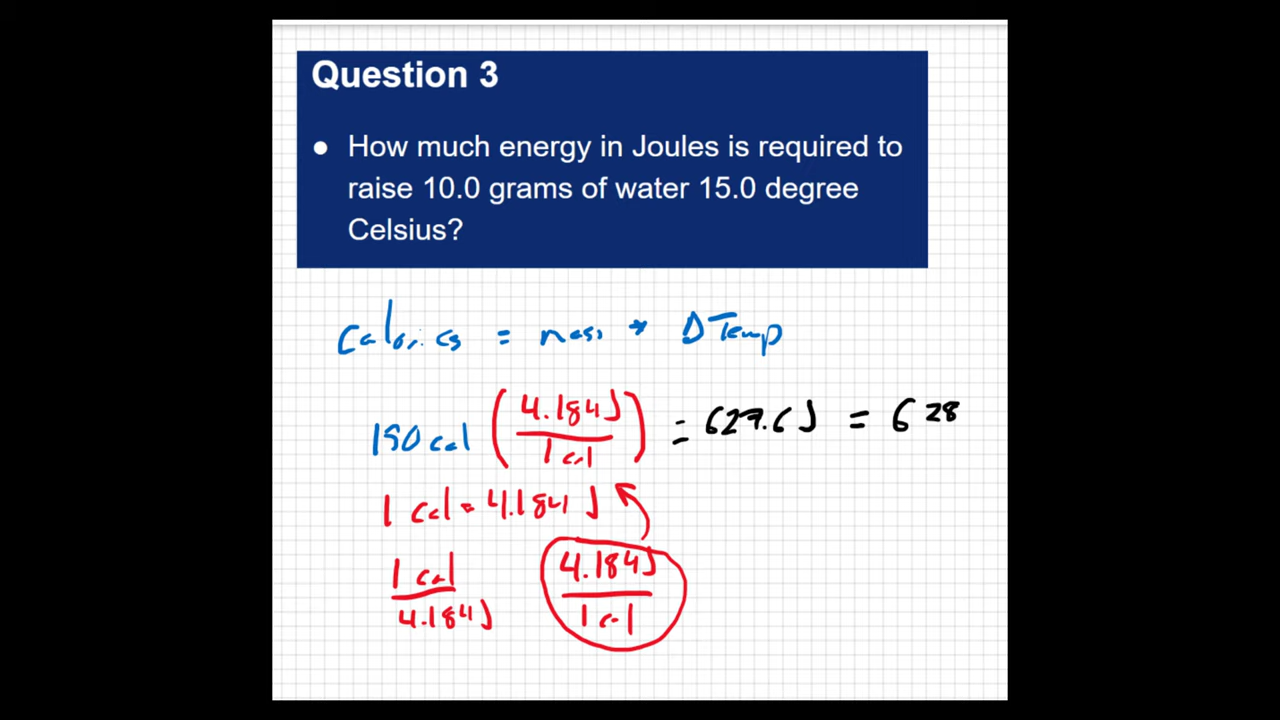 Question 3
● How much energy in Joules is required to
raise 10.0 grams of water 15.0 degree
Celsius?
Calories = mass * ΔTemp
150 cal (4.184 J / 1 cal) = 627.6 J = 628
1 cal = 4.184 J
1 cal / 4.184 J
4.184 J / 1 cal